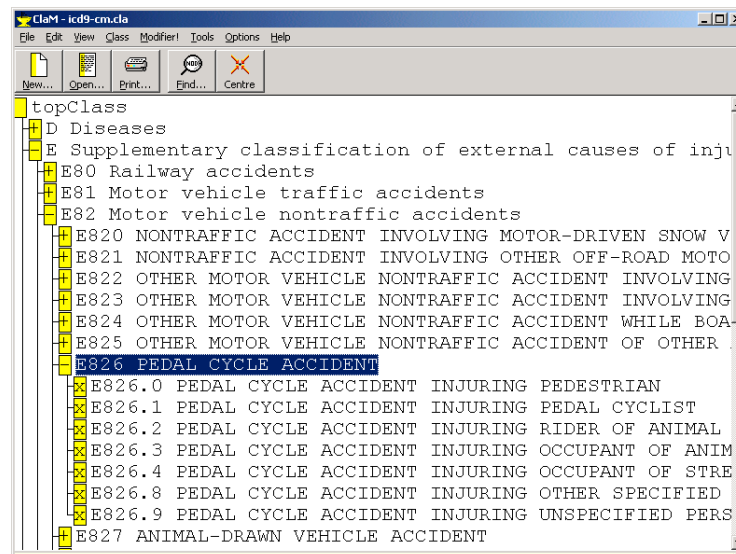 ClaM - icd9-cm.cla
File Edit View Class Modifier! Tools Options Help
New... Open... Print... Find... Centre
topClass
D Diseases
E Supplementary classification of external causes of inju
E80 Railway accidents
E81 Motor vehicle traffic accidents
E82 Motor vehicle nontraffic accidents
E820 NONTRAFFIC ACCIDENT INVOLVING MOTOR-DRIVEN SNOW V
E821 NONTRAFFIC ACCIDENT INVOLVING OTHER OFF-ROAD MOTO
E822 OTHER MOTOR VEHICLE NONTRAFFIC ACCIDENT INVOLVING
E823 OTHER MOTOR VEHICLE NONTRAFFIC ACCIDENT INVOLVING
E824 OTHER MOTOR VEHICLE NONTRAFFIC ACCIDENT WHILE BOA
E825 OTHER MOTOR VEHICLE NONTRAFFIC ACCIDENT OF OTHER
E826 PEDAL CYCLE ACCIDENT
E826.0 PEDAL CYCLE ACCIDENT INJURING PEDESTRIAN
E826.1 PEDAL CYCLE ACCIDENT INJURING PEDAL CYCLIST
E826.2 PEDAL CYCLE ACCIDENT INJURING RIDER OF ANIMAL
E826.3 PEDAL CYCLE ACCIDENT INJURING OCCUPANT OF ANIM
E826.4 PEDAL CYCLE ACCIDENT INJURING OCCUPANT OF STRE
E826.8 PEDAL CYCLE ACCIDENT INJURING OTHER SPECIFIED
E826.9 PEDAL CYCLE ACCIDENT INJURING UNSPECIFIED PERS
E827 ANIMAL-DRAWN VEHICLE ACCIDENT